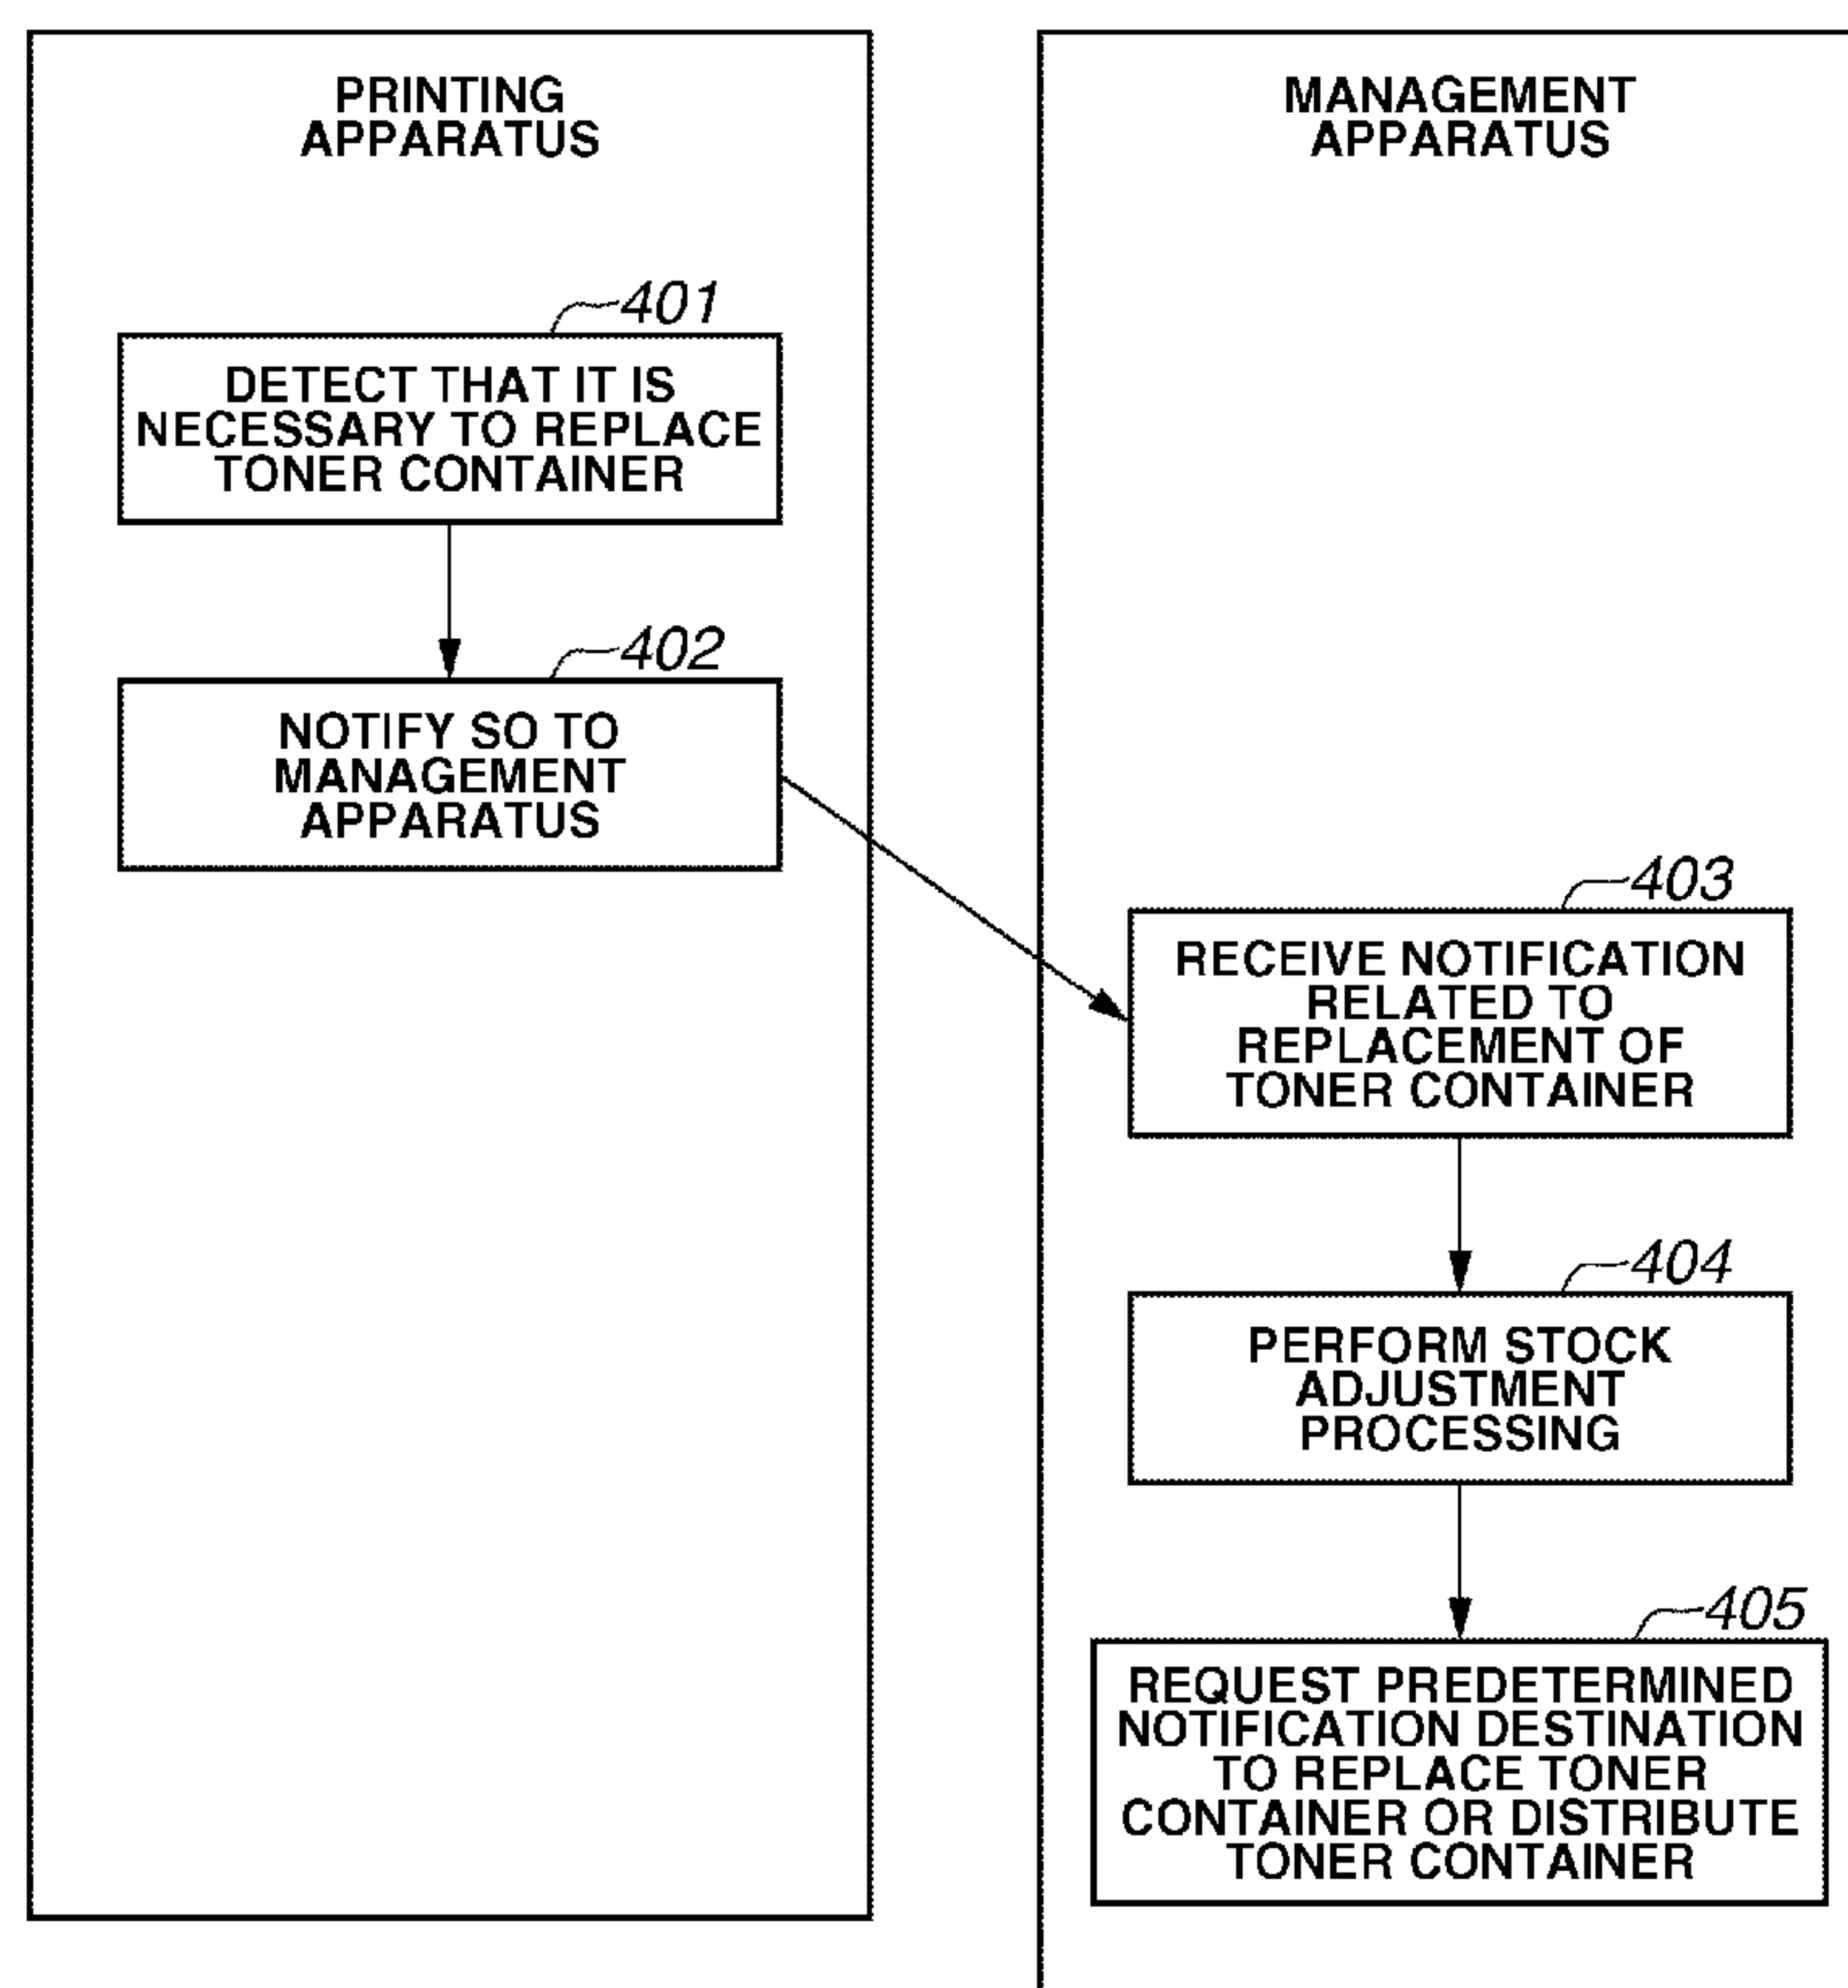 PRINTING
APPARATUS
401
DETECT THAT IT IS
NECESSARY TO REPLACE
TONER CONTAINER
402
NOTIFY SO TO
MANAGEMENT
APPARATUS
MANAGEMENT
APPARATUS
403
RECEIVE NOTIFICATION
RELATED TO
REPLACEMENT OF
TONER CONTAINER
404
PERFORM STOCK
ADJUSTMENT
PROCESSING
405
REQUEST PREDETERMINED
NOTIFICATION DESTINATION
TO REPLACE TONER
CONTAINER OR DISTRIBUTE
TONER CONTAINER